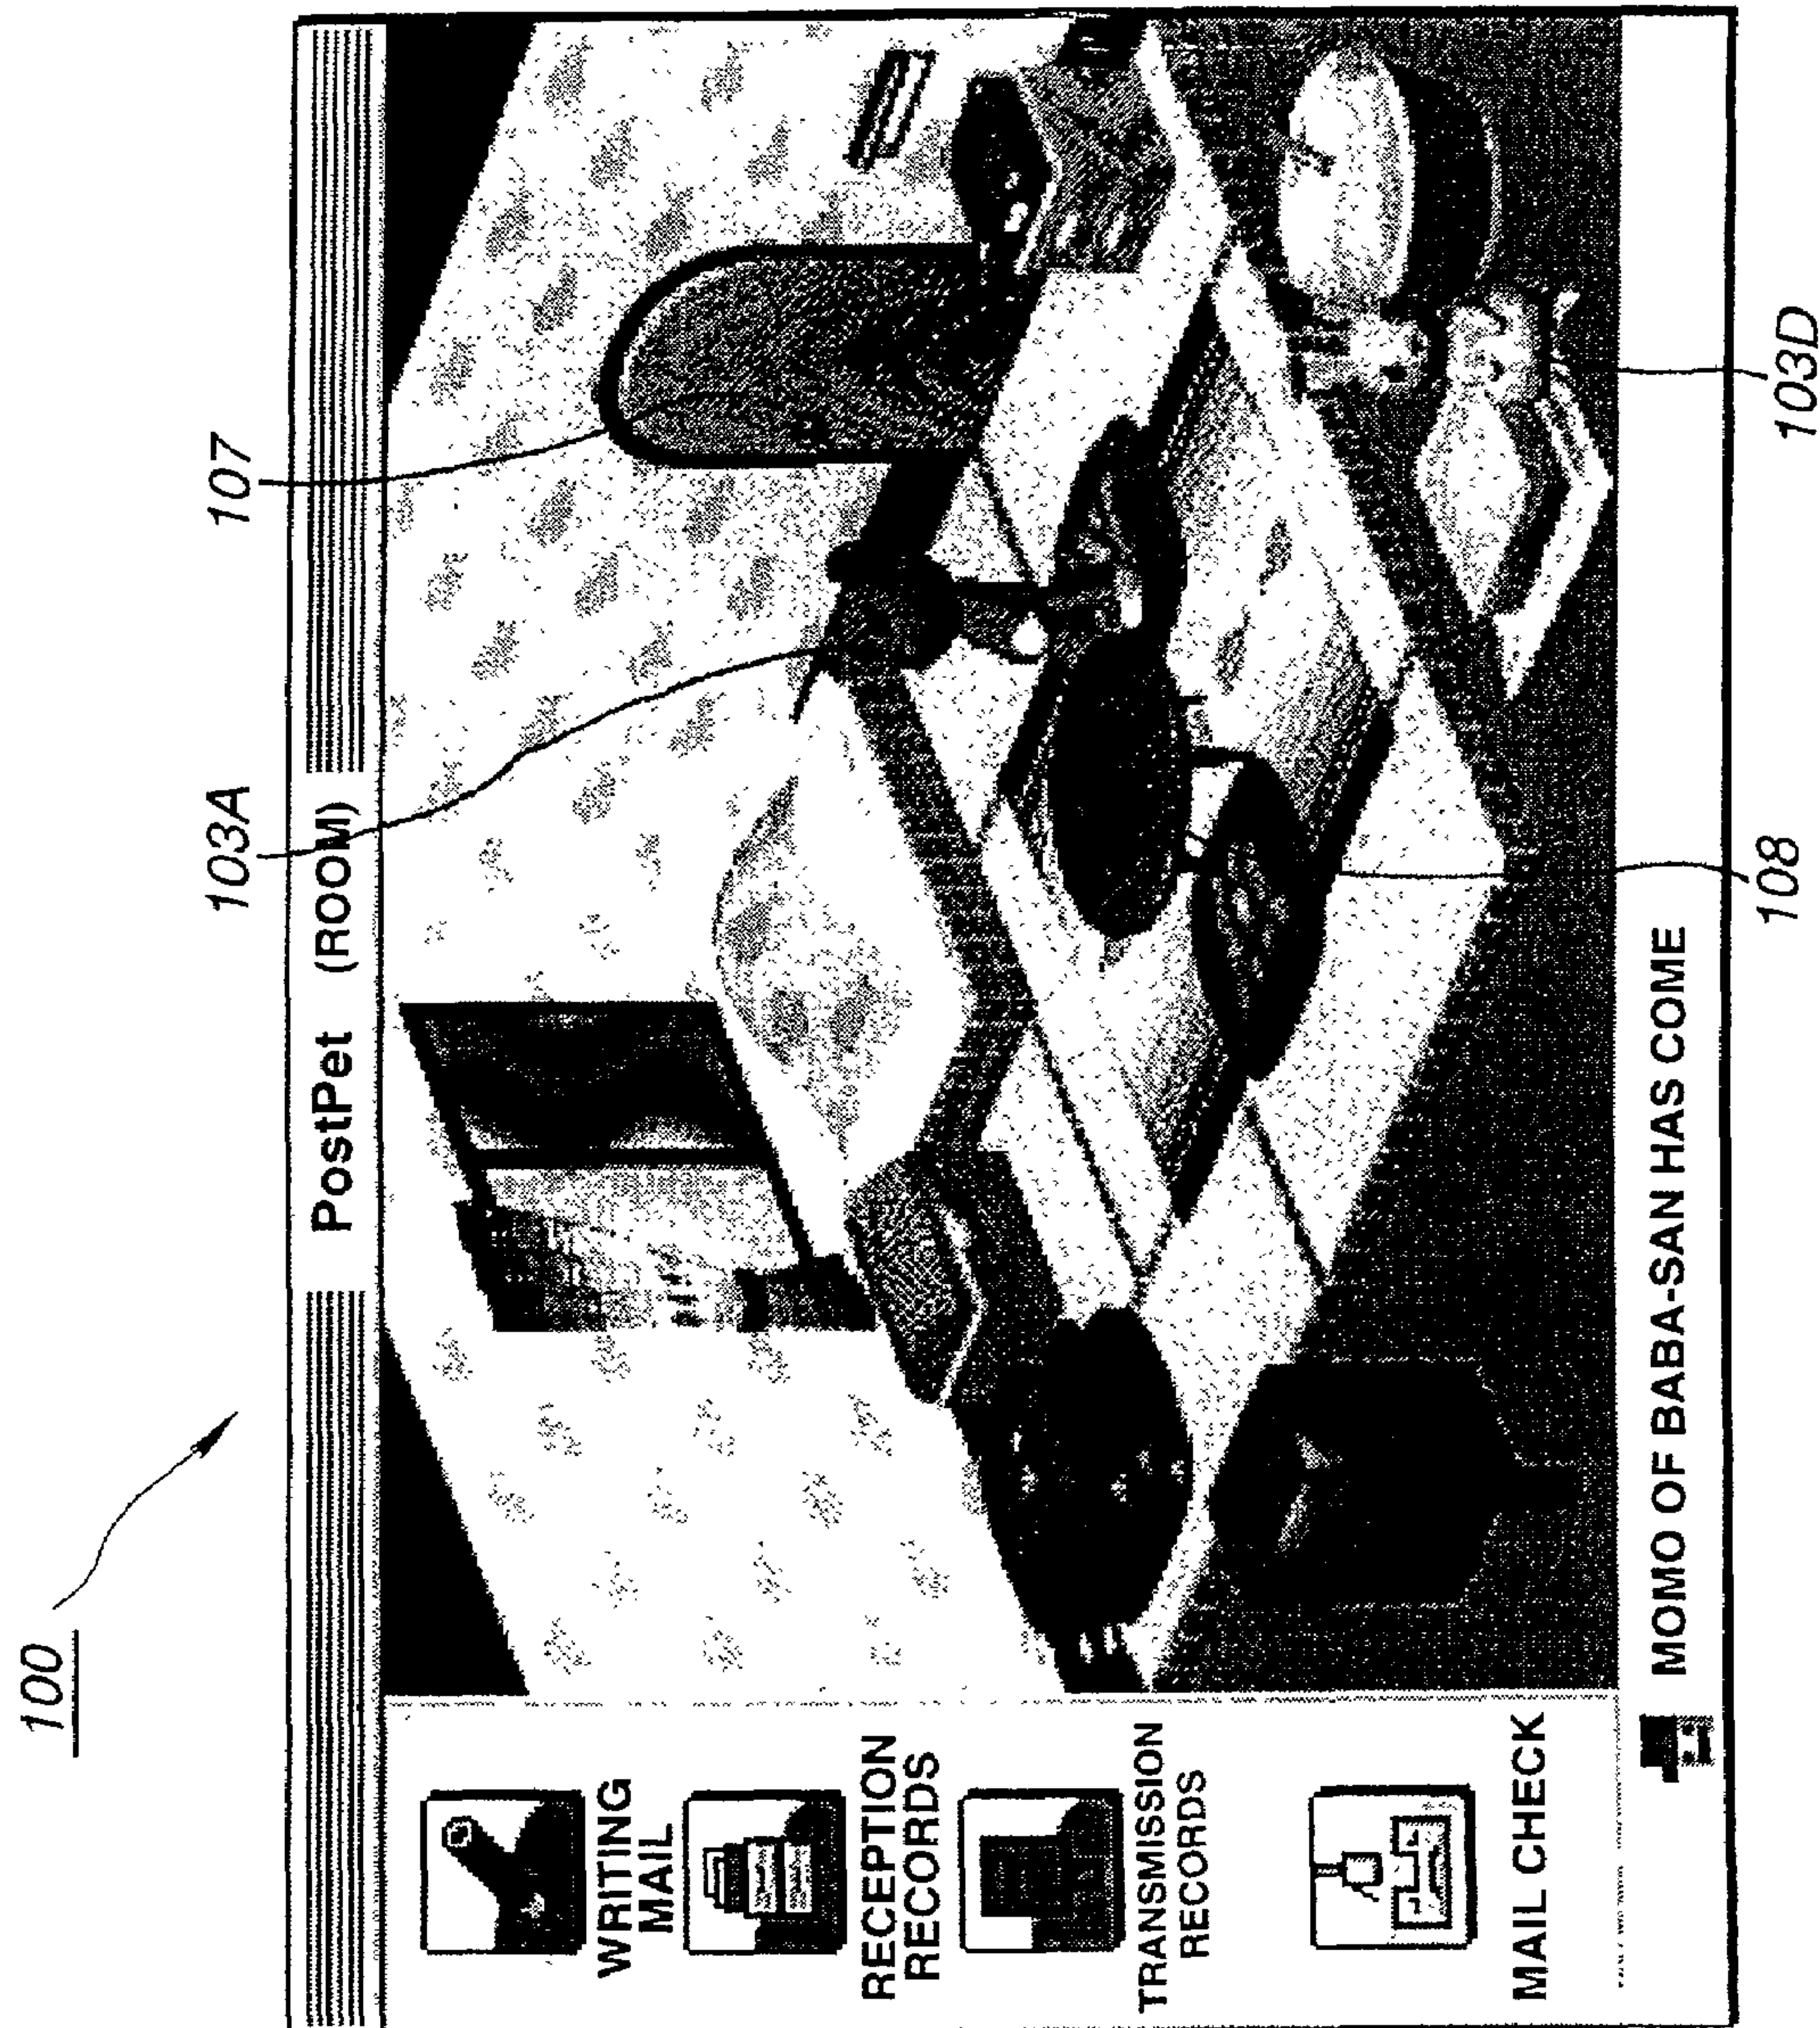 100
103A
107
PostPet (ROOM)
WRITING
MAIL
RECEPTION
RECORDS
TRANSMISSION
RECORDS
MAIL CHECK
MOMO OF BABA-SAN HAS COME
108
103D